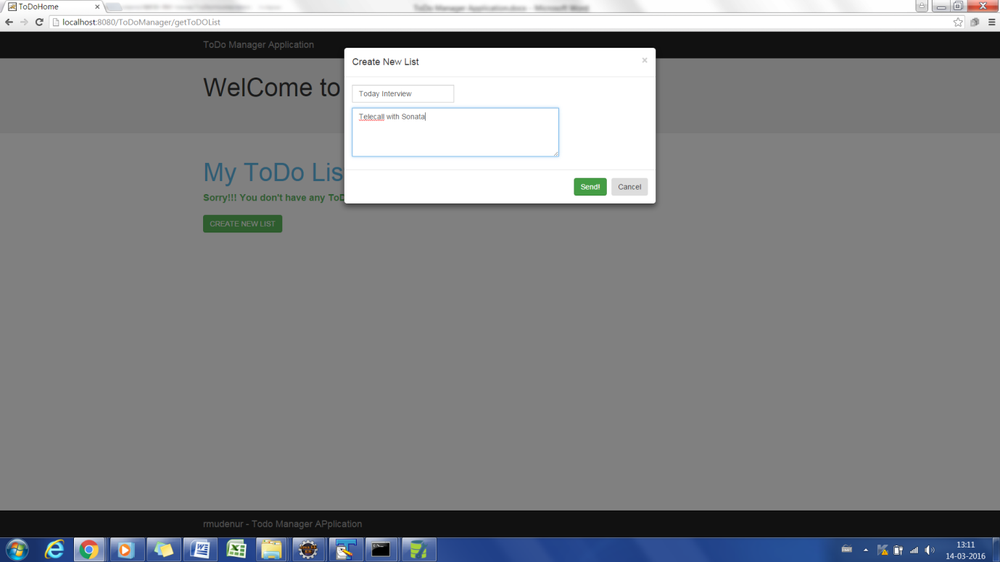 ToDoHome
ToDo Manager Application.docx - Microsoft Word
localhost:8080/ToDoManager/getToDOList
ToDo Manager Application
WelCome to
Create New List
×
Today Interview
Telecall with Sonata
Send!
Cancel
My ToDo Lis
Sorry!!! You don't have any ToD
CREATE NEW LIST
rmudenur - Todo Manager APplication
13:11
14-03-2016